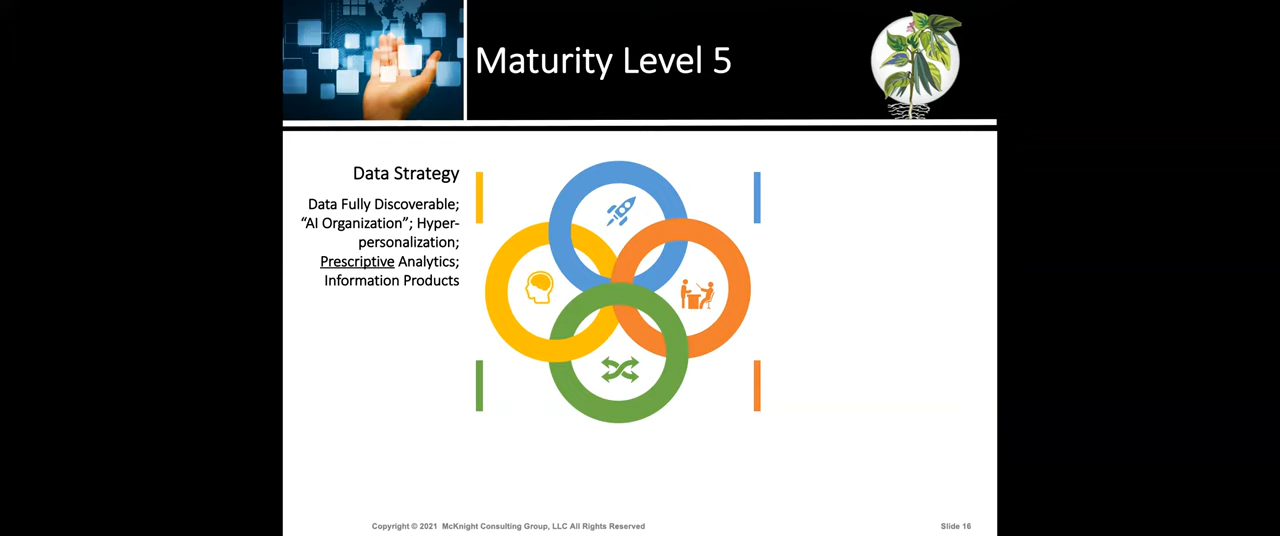 Maturity Level 5
Data Strategy
Data Fully Discoverable;
“AI Organization”; Hyper-
personalization;
Prescriptive Analytics;
Information Products
Copyright © 2021 McKnight Consulting Group, LLC All Rights Reserved
Slide 16